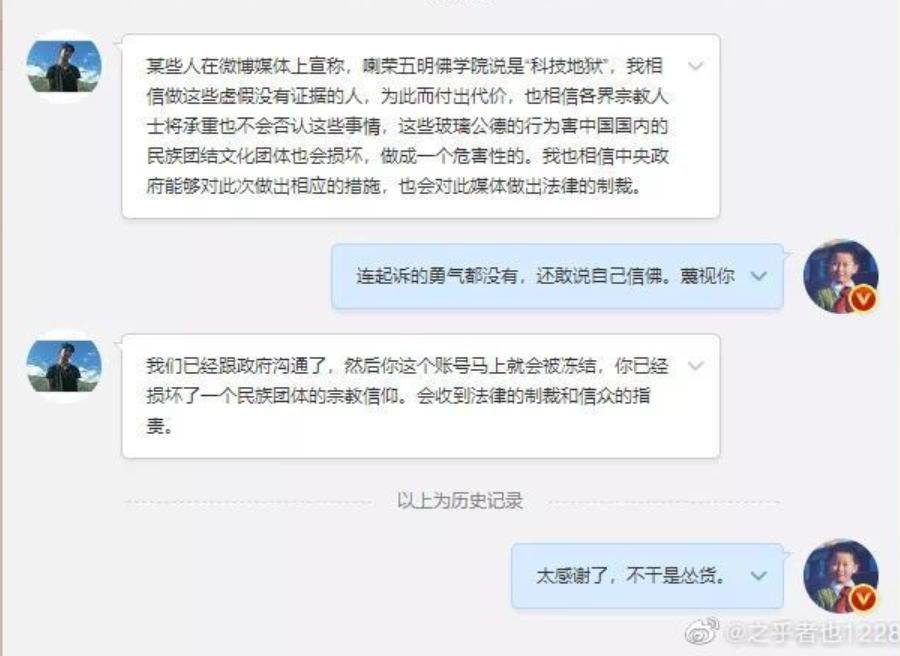 某些人在微博媒体上宣称，喇荣五明佛学院说是“科技地狱”，我相
信做这些虚假没有证据的人，为此而付出代价，也相信各界宗教人
士将承重也不会否认这些事情，这些玻璃公德的行为害中国国内的
民族团结文化团体也会损坏，做成一个危害性的。我也相信中央政
府能够对此次做出相应的措施，也会对此媒体做出法律的制裁。
连起诉的勇气都没有，还敢说自己信佛。蔑视你
我们已经跟政府沟通了，然后你这个账号马上就会被冻结，你已经
损坏了一个民族团体的宗教信仰。会收到法律的制裁和信众的指
责。
以上为历史记录
太感谢了，不干是怂货。
@之乎者也1228